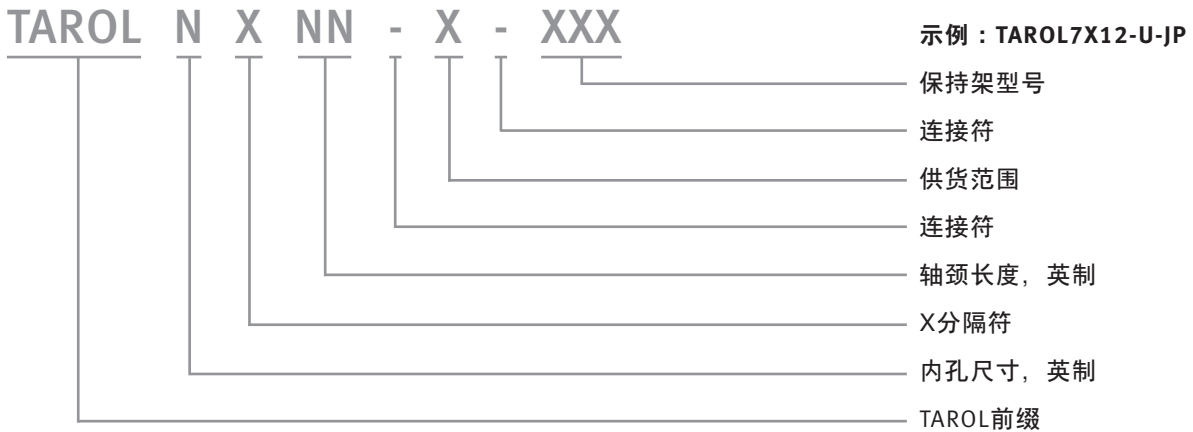 TAROL N X NN - X - XXX
示例：TAROL7X12-U-JP
保持架型号
连接符
供货范围
连接符
轴颈长度，英制
X分隔符
内孔尺寸，英制
TAROL前缀